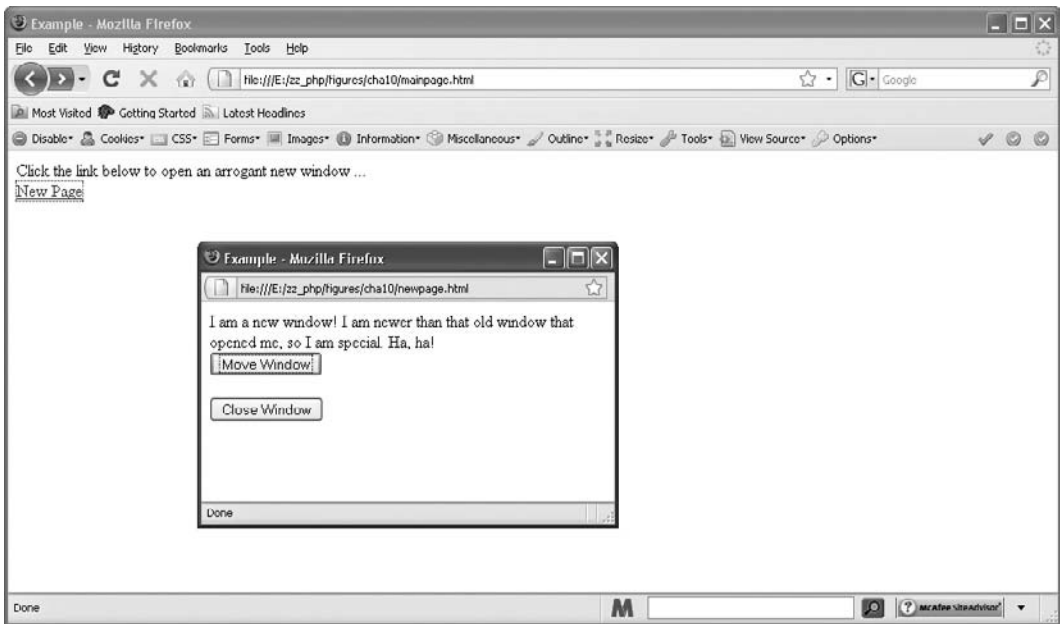 Example - Mozilla Firefox
File Edit View History Bookmarks Tools Help
file:///E:/zz_php/figures/cha10/mainpage.html G Google
Most Visited Getting Started Latest Headlines
Disable Cookies CSS Forms Images Information Miscellaneous Outline Resize Tools View Source Options
Click the link below to open an arrogant new window ...
New Page
Example - Mozilla Firefox
file:///E:/zz_php/figures/cha10/newpage.html
I am a new window! I am newer than that old window that
opened me, so I am special. Ha, ha!
Move Window
Close Window
Done
Done M McAfee SiteAdvisor